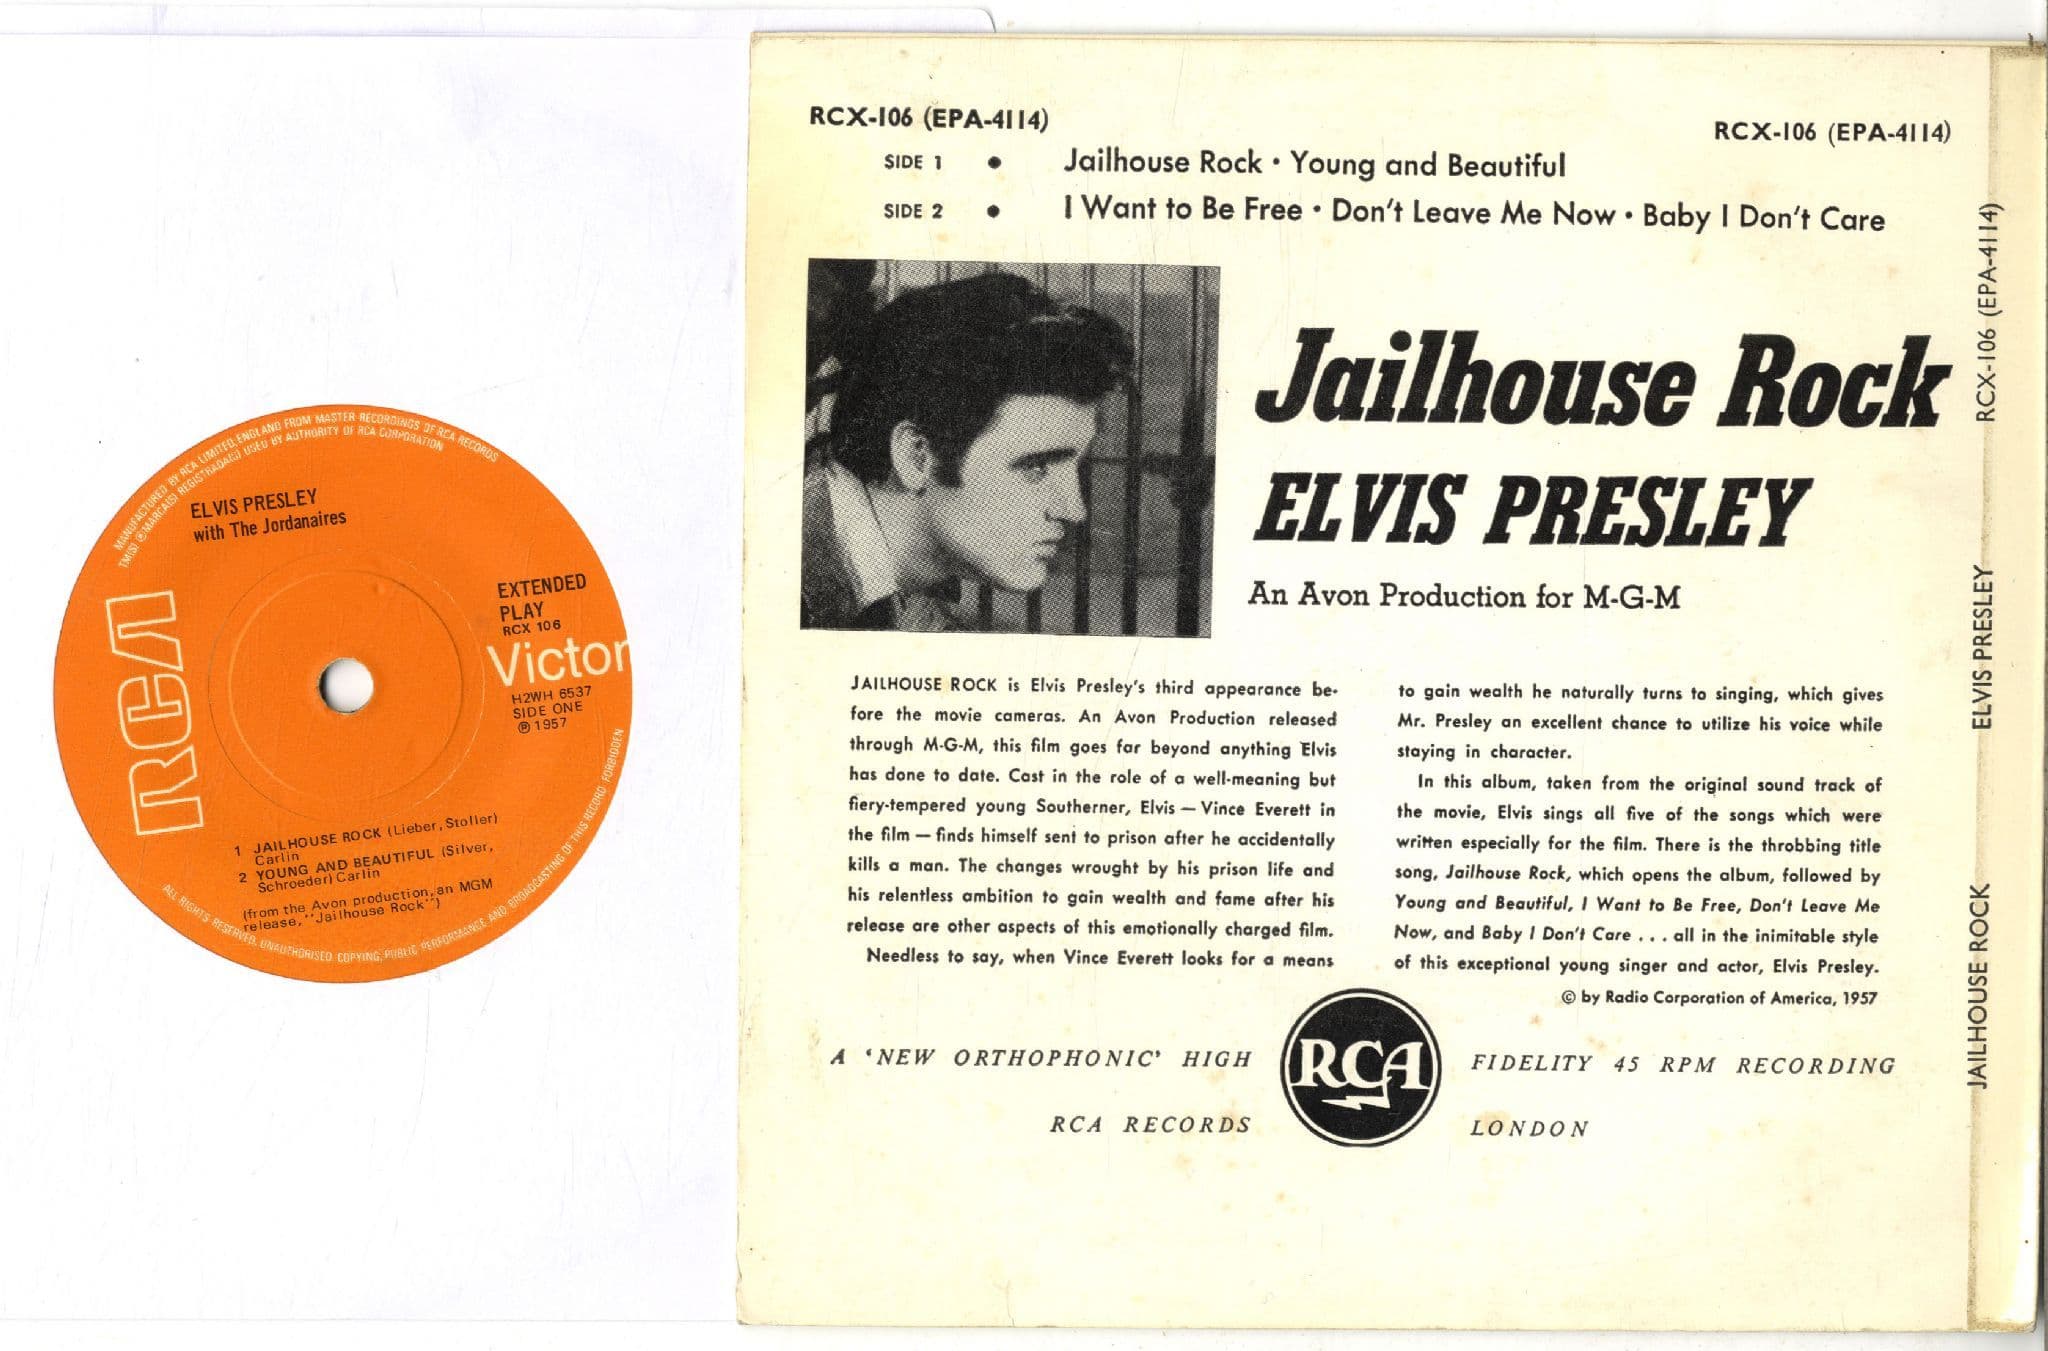 MANUFACTURED BY RCA LIMITED, ENGLAND FROM MASTER RECORDINGS OF RCA RECORDS
TM(S) ® MARCA(S) REGISTRADA(S) USED BY AUTHORITY OF RCA CORPORATION
ELVIS PRESLEY
with The Jordanaires
RCA
EXTENDED
PLAY
RCX 106
Victor
H2WH 6537
SIDE ONE
Ⓟ 1957
1 JAILHOUSE ROCK (Lieber, Stoller)
Carlin
2 YOUNG AND BEAUTIFUL (Silver,
Schroeder) Carlin
(from the Avon production, an MGM
release, "Jailhouse Rock")
ALL RIGHTS RESERVED, UNAUTHORISED COPYING, PUBLIC PERFORMANCE AND BROADCASTING OF THIS RECORD FORBIDDEN
RCX-106 (EPA-4114)
RCX-106 (EPA-4114)
SIDE 1 • Jailhouse Rock • Young and Beautiful
SIDE 2 • I Want to Be Free • Don't Leave Me Now • Baby I Don't Care
Jailhouse Rock
ELVIS PRESLEY
An Avon Production for M-G-M
JAILHOUSE ROCK is Elvis Presley's third appearance be-
fore the movie cameras. An Avon Production released
through M-G-M, this film goes far beyond anything Elvis
has done to date. Cast in the role of a well-meaning but
fiery-tempered young Southerner, Elvis — Vince Everett in
the film — finds himself sent to prison after he accidentally
kills a man. The changes wrought by his prison life and
his relentless ambition to gain wealth and fame after his
release are other aspects of this emotionally charged film.
Needless to say, when Vince Everett looks for a means
to gain wealth he naturally turns to singing, which gives
Mr. Presley an excellent chance to utilize his voice while
staying in character.
In this album, taken from the original sound track of
the movie, Elvis sings all five of the songs which were
written especially for the film. There is the throbbing title
song, Jailhouse Rock, which opens the album, followed by
Young and Beautiful, I Want to Be Free, Don't Leave Me
Now, and Baby I Don't Care . . . all in the inimitable style
of this exceptional young singer and actor, Elvis Presley.
© by Radio Corporation of America, 1957
A 'NEW ORTHOPHONIC' HIGH FIDELITY 45 RPM RECORDING
RCA
RCA RECORDS LONDON
JAILHOUSE ROCK ELVIS PRESLEY RCX-106 (EPA-4114)